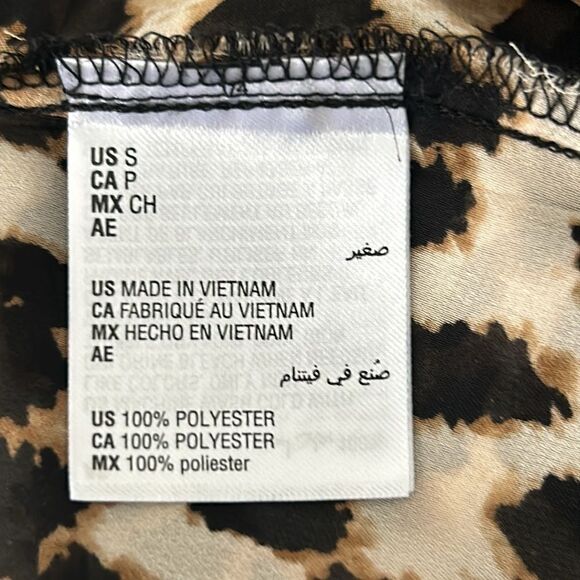 US S
CA P
MX CH
AE
صغير
US MADE IN VIETNAM
CA FABRIQUÉ AU VIETNAM
MX HECHO EN VIETNAM
AE
صُنع في فيتنام
US 100% POLYESTER
CA 100% POLYESTER
MX 100% poliester